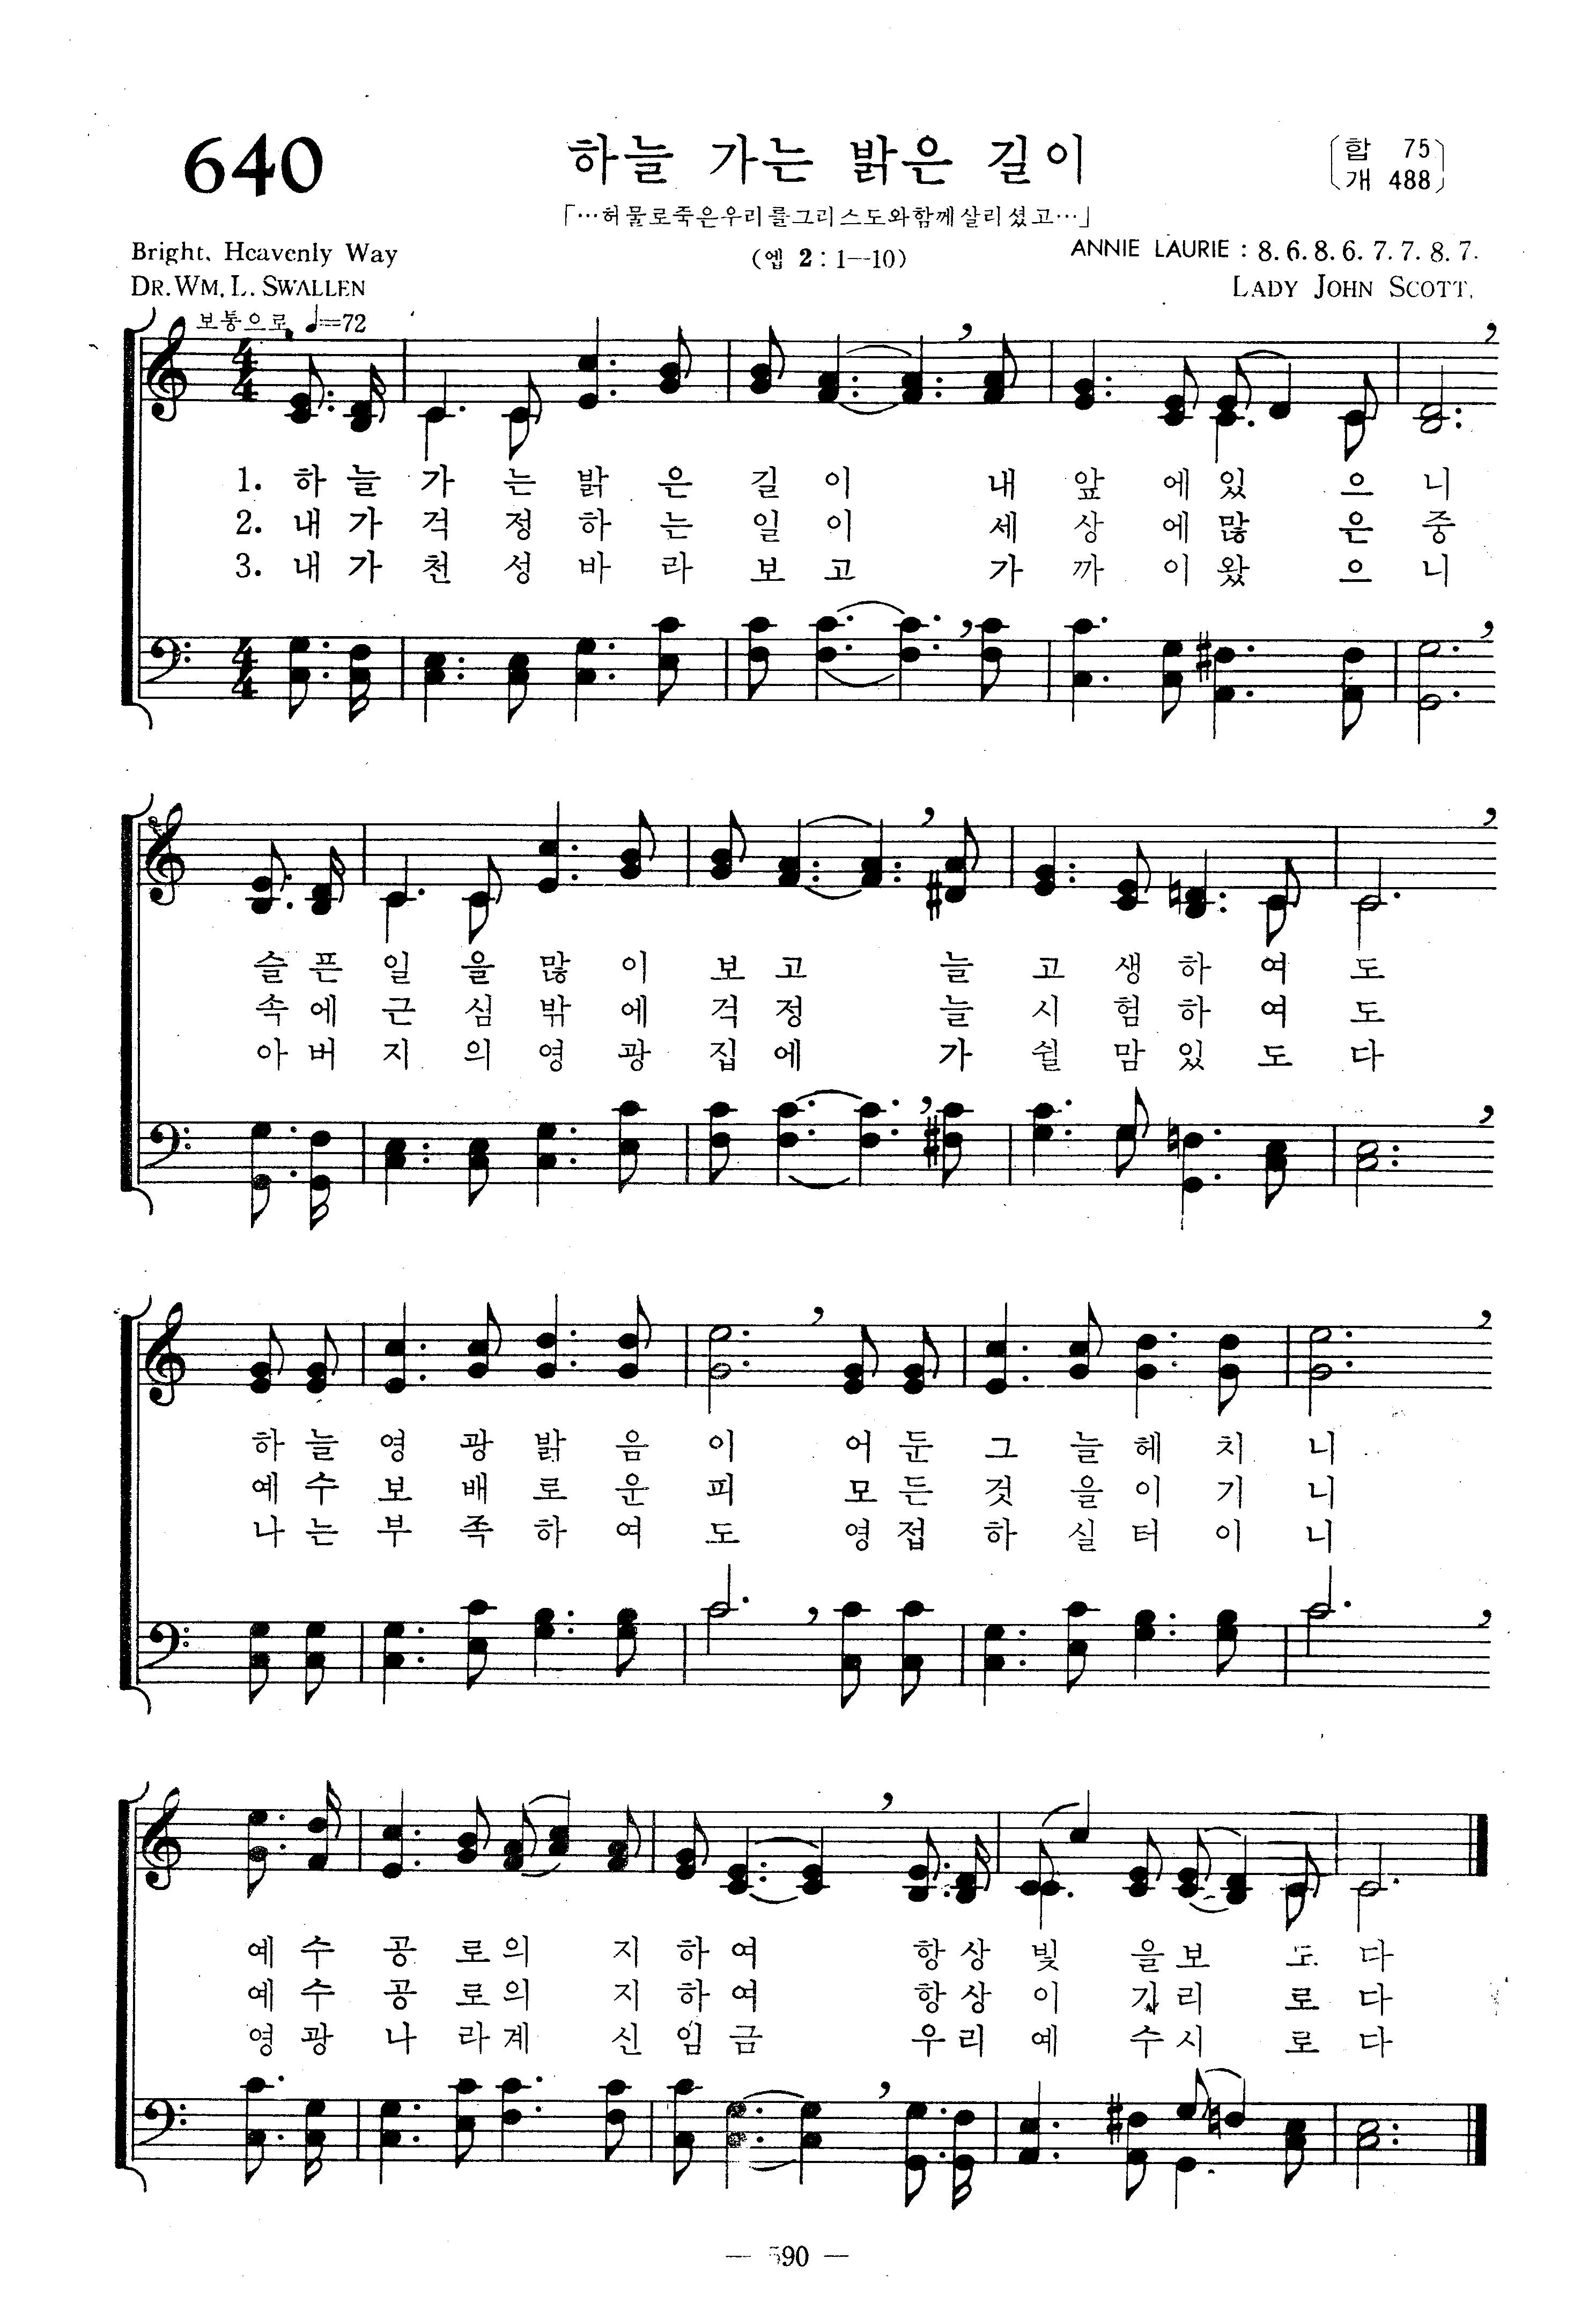 640
하늘 가는 밝은 길이
합 75
개 488
「…허물로죽은우리를그리스도와함께살리셨고…」
Bright, Heavenly Way
(엡 2 : 1—10)
ANNIE LAURIE : 8. 6. 8. 6. 7. 7. 8. 7.
DR. WM. L. SWALLEN
LADY JOHN SCOTT.
보통으로 ♩=72
1. 하 늘 가 는 밝 은 길 이 내 앞 에 있 으 니
2. 내 가 걱 정 하 는 일 이 세 상 에 많 은 중
3. 내 가 천 성 바 라 보 고 가 까 이 왔 으 니
슬 픈 일 을 많 이 보 고 늘 고 생 하 여 도
속 에 근 심 밖 에 걱 정 늘 시 험 하 여 도
아 버 지 의 영 광 집 에 가 쉴 맘 있 도 다
하 늘 영 광 밝 음 이 어 둔 그 늘 헤 치 니
예 수 보 배 로 운 피 모 든 것 을 이 기 니
나 는 부 족 하 여 도 영 접 하 실 터 이 니
예 수 공 로 의 지 하 여 항 상 빛 을 보 도 다
예 수 공 로 의 지 하 여 항 상 이 기 리 로 다
영 광 나 라 계 신 임 금 우 리 예 수 시 로 다
— 590 —